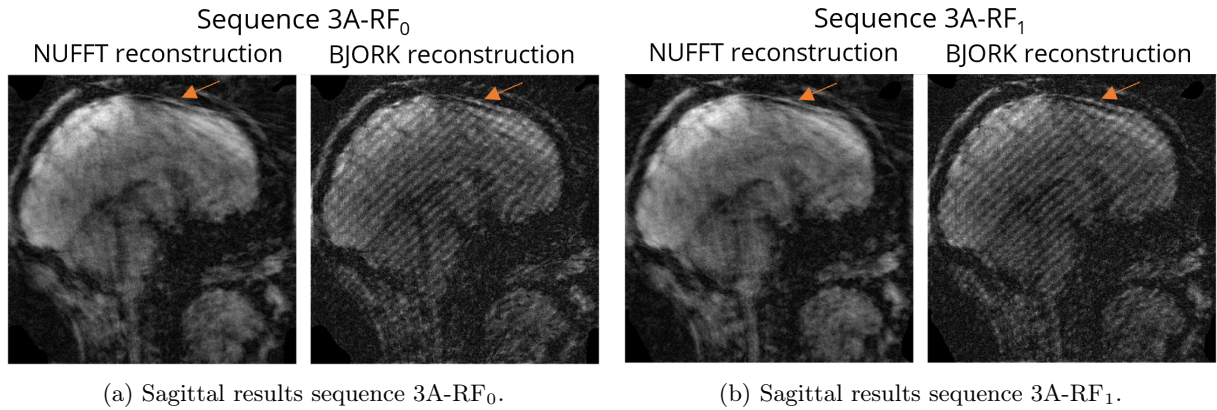 Sequence 3A-RF₀
NUFFT reconstruction BJORK reconstruction
(a) Sagittal results sequence 3A-RF₀.
Sequence 3A-RF₁
NUFFT reconstruction BJORK reconstruction
(b) Sagittal results sequence 3A-RF₁.